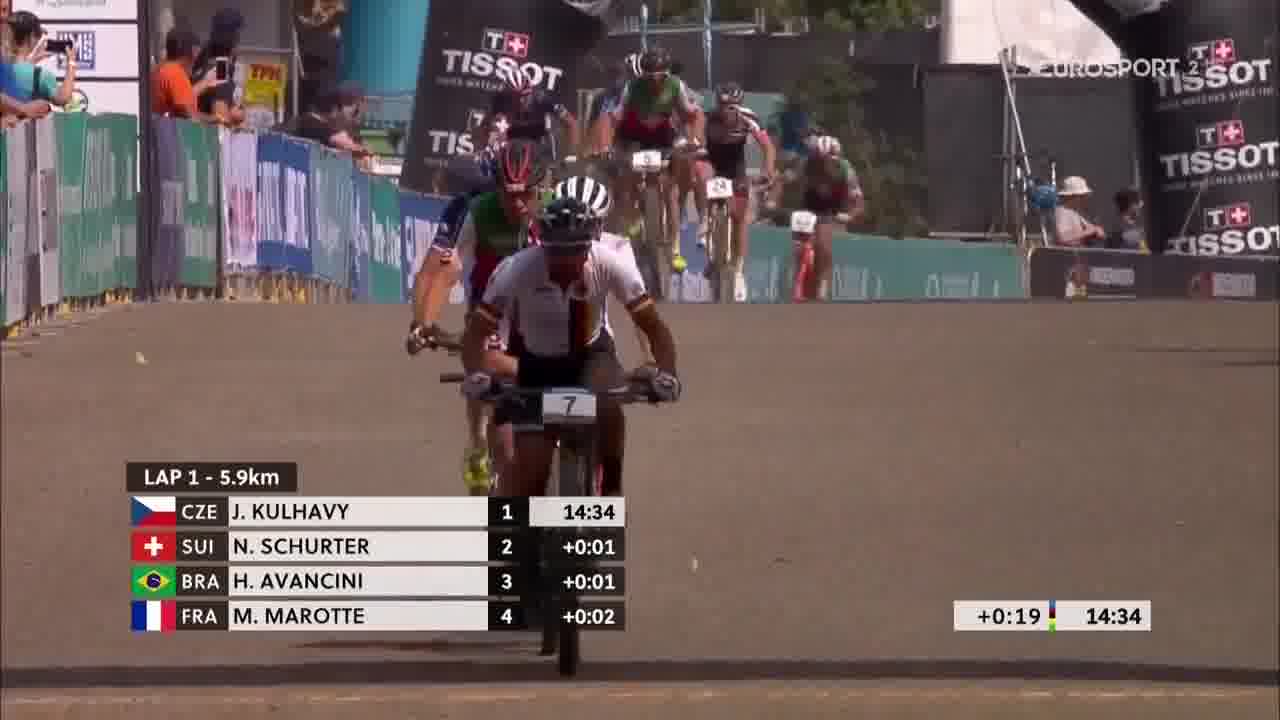 TISSOT
TISSOT
EUROSPORT 2
TISSOT
TISSOT
TISSOT
9
24
7
LAP 1 - 5.9km
CZE J. KULHAVY 1 14:34
SUI N. SCHURTER 2 +0:01
BRA H. AVANCINI 3 +0:01
FRA M. MAROTTE 4 +0:02
+0:19 14:34